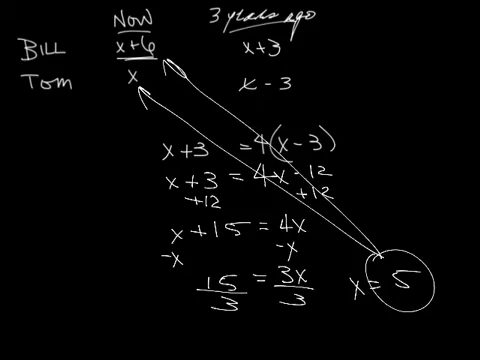 Now 3 years ago
BILL x+6 x+3
TOM x x-3
x+3 = 4(x-3)
x+3 = 4x-12
+12 +12
x+15 = 4x
-x -x
15/3 = 3x/3 x=5